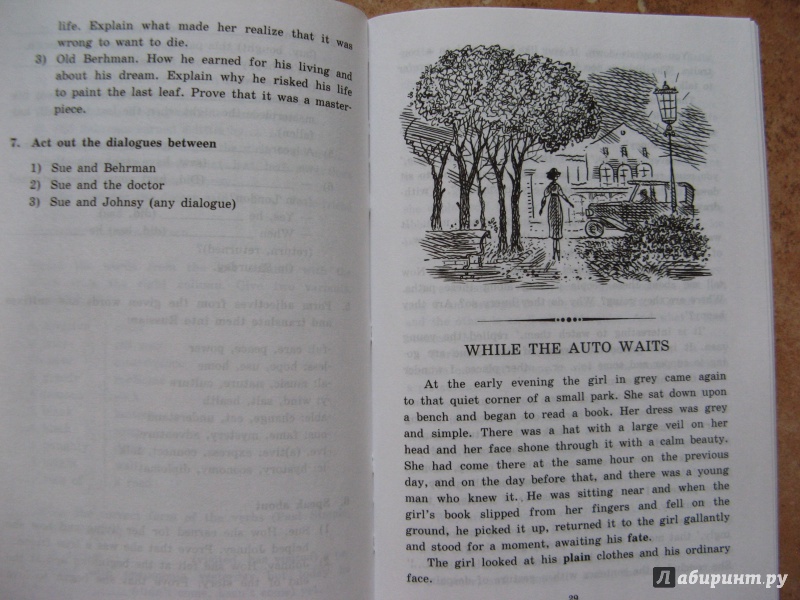 life. Explain what made her realize that it was
wrong to want to die.
3) Old Berhman. How he earned for his living and
about his dream. Explain why he risked his life
to paint the last leaf. Prove that it was a master-
piece.
7. Act out the dialogues between
1) Sue and Behrman
2) Sue and the doctor
3) Sue and Johnsy (any dialogue)
WHILE THE AUTO WAITS
At the early evening the girl in grey came again
to that quiet corner of a small park. She sat down upon
a bench and began to read a book. Her dress was grey
and simple. There was a hat with a large veil on her
head and her face shone through it with a calm beauty.
She had come there at the same hour on the previous
day, and on the day before that, and there was a young
man who knew it. He was sitting near and when the
girl's book slipped from her fingers and fell on the
ground, he picked it up, returned it to the girl gallantly
and stood for a moment, awaiting his fate.
The girl looked at his plain clothes and his ordinary
face.
29
Лабиринт.ру